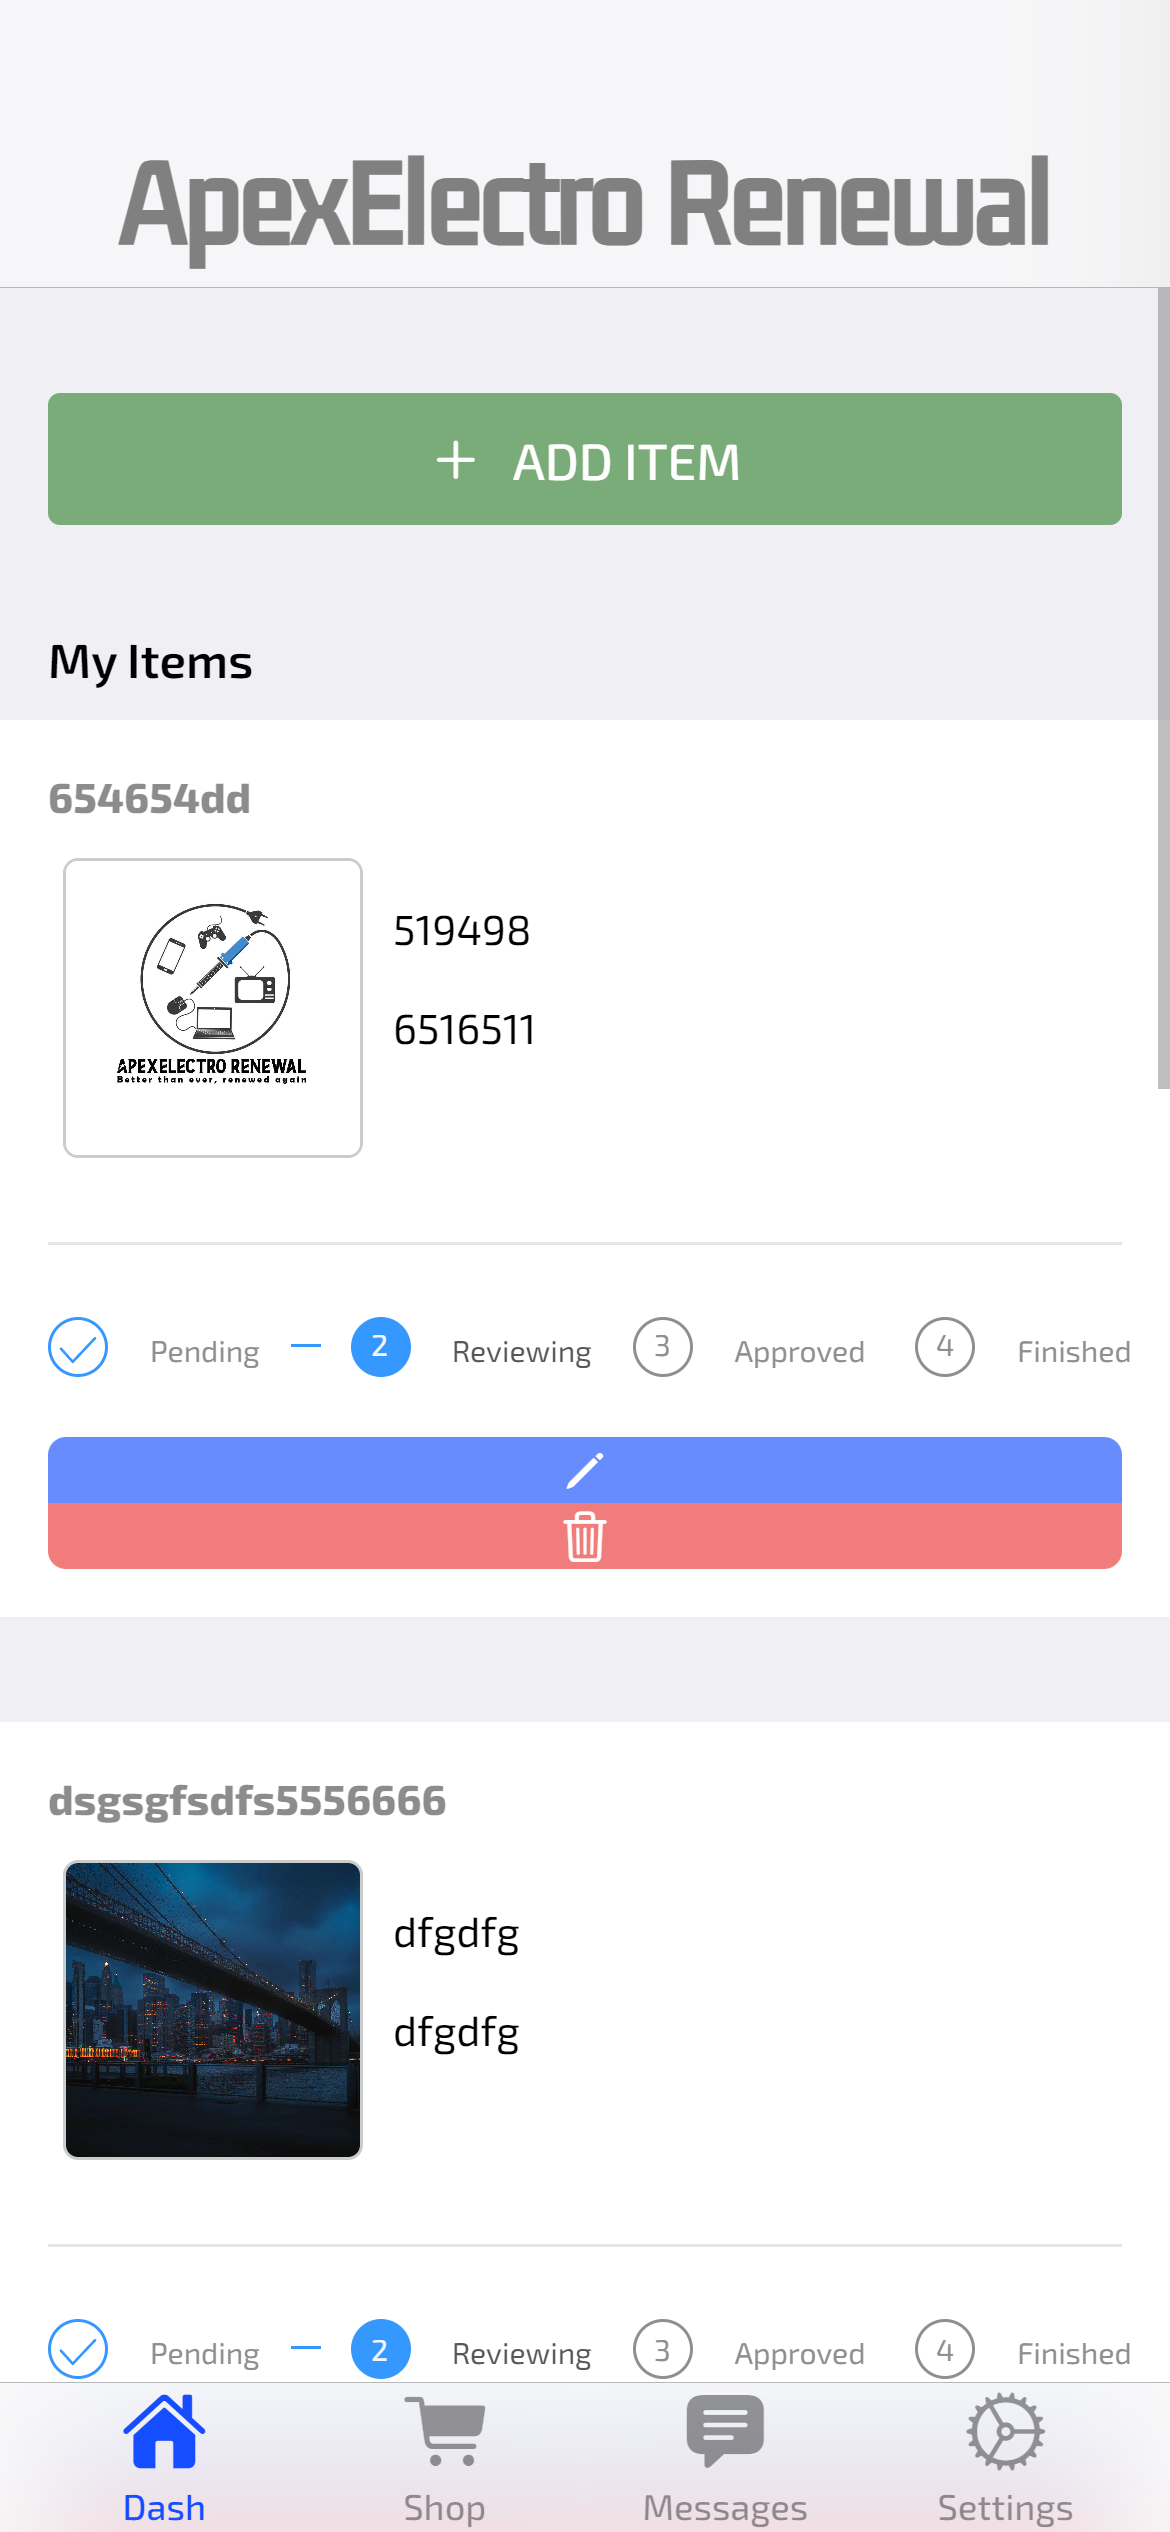 ApexElectro Renewal
+ ADD ITEM
My Items
654654dd
519498
6516511
APEXELECTRO RENEWAL
Better than ever, renewed again
Pending 2 Reviewing 3 Approved 4 Finished
dsgsgfsdfs5556666
dfgdfg
dfgdfg
Pending 2 Reviewing 3 Approved 4 Finished
Dash Shop Messages Settings